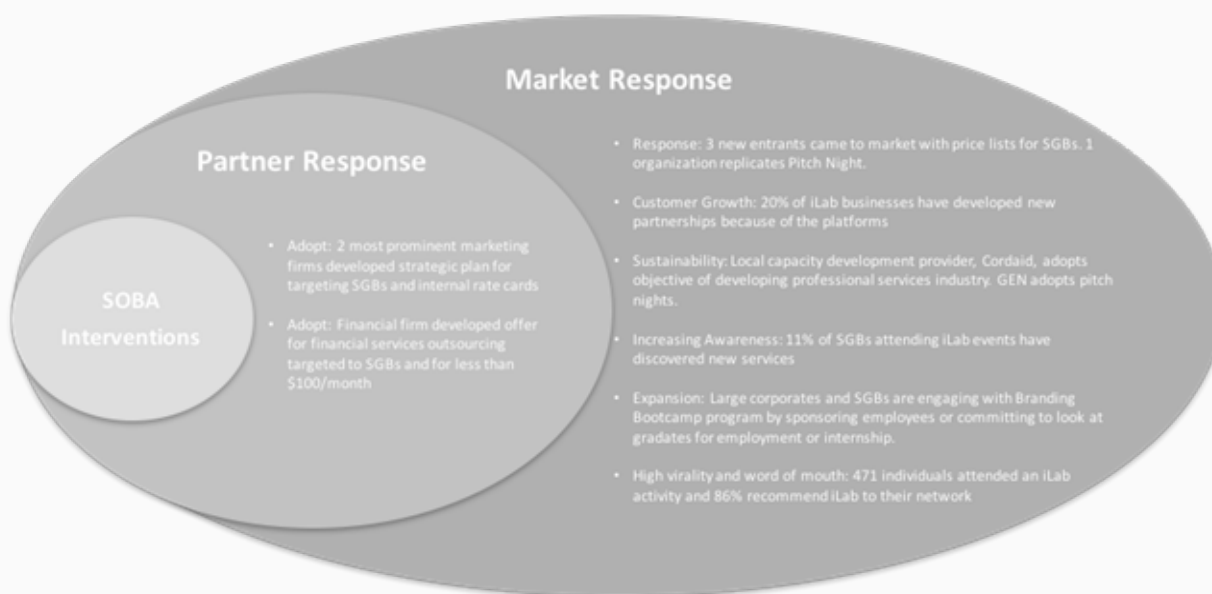 Market Response
Partner Response
SOBA
Interventions
• Adopt: 2 most prominent marketing
firms developed strategic plan for
targeting SGBs and internal rate cards
• Adopt: Financial firm developed offer
for financial services outsourcing
targeted to SGBs and for less than
$100/month
• Response: 3 new entrants came to market with price lists for SGBs. 1
organization replicates Pitch Night.
• Customer Growth: 20% of iLab businesses have developed new
partnerships because of the platforms
• Sustainability: Local capacity development provider, Cordaid, adopts
objective of developing professional services industry. GEN adopts pitch
nights.
• Increasing Awareness: 11% of SGBs attending iLab events have
discovered new services
• Expansion: Large corporates and SGBs are engaging with Branding
Bootcamp program by sponsoring employees or committing to look at
gradates for employment or internship.
• High virality and word of mouth: 471 individuals attended an iLab
activity and 86% recommend iLab to their network